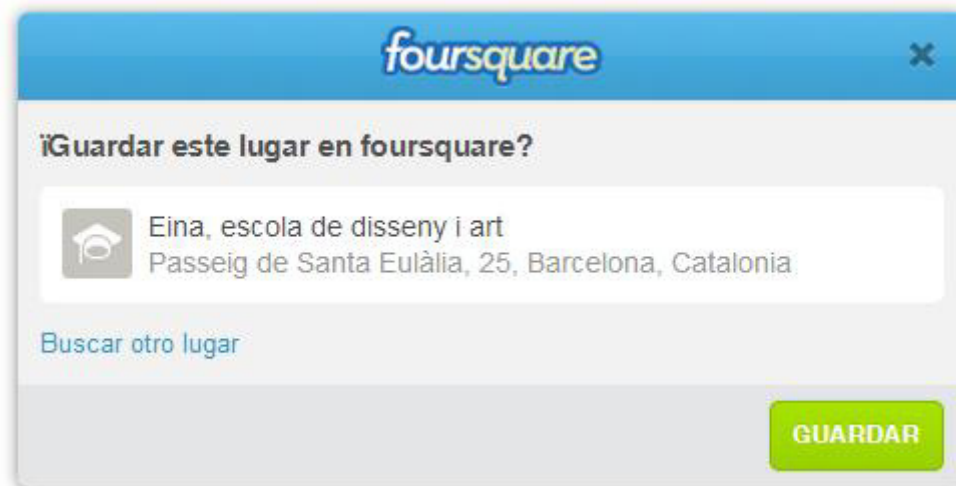 foursquare
ïGuardar este lugar en foursquare?
Eina, escola de disseny i art
Passeig de Santa Eulàlia, 25, Barcelona, Catalonia
Buscar otro lugar
GUARDAR